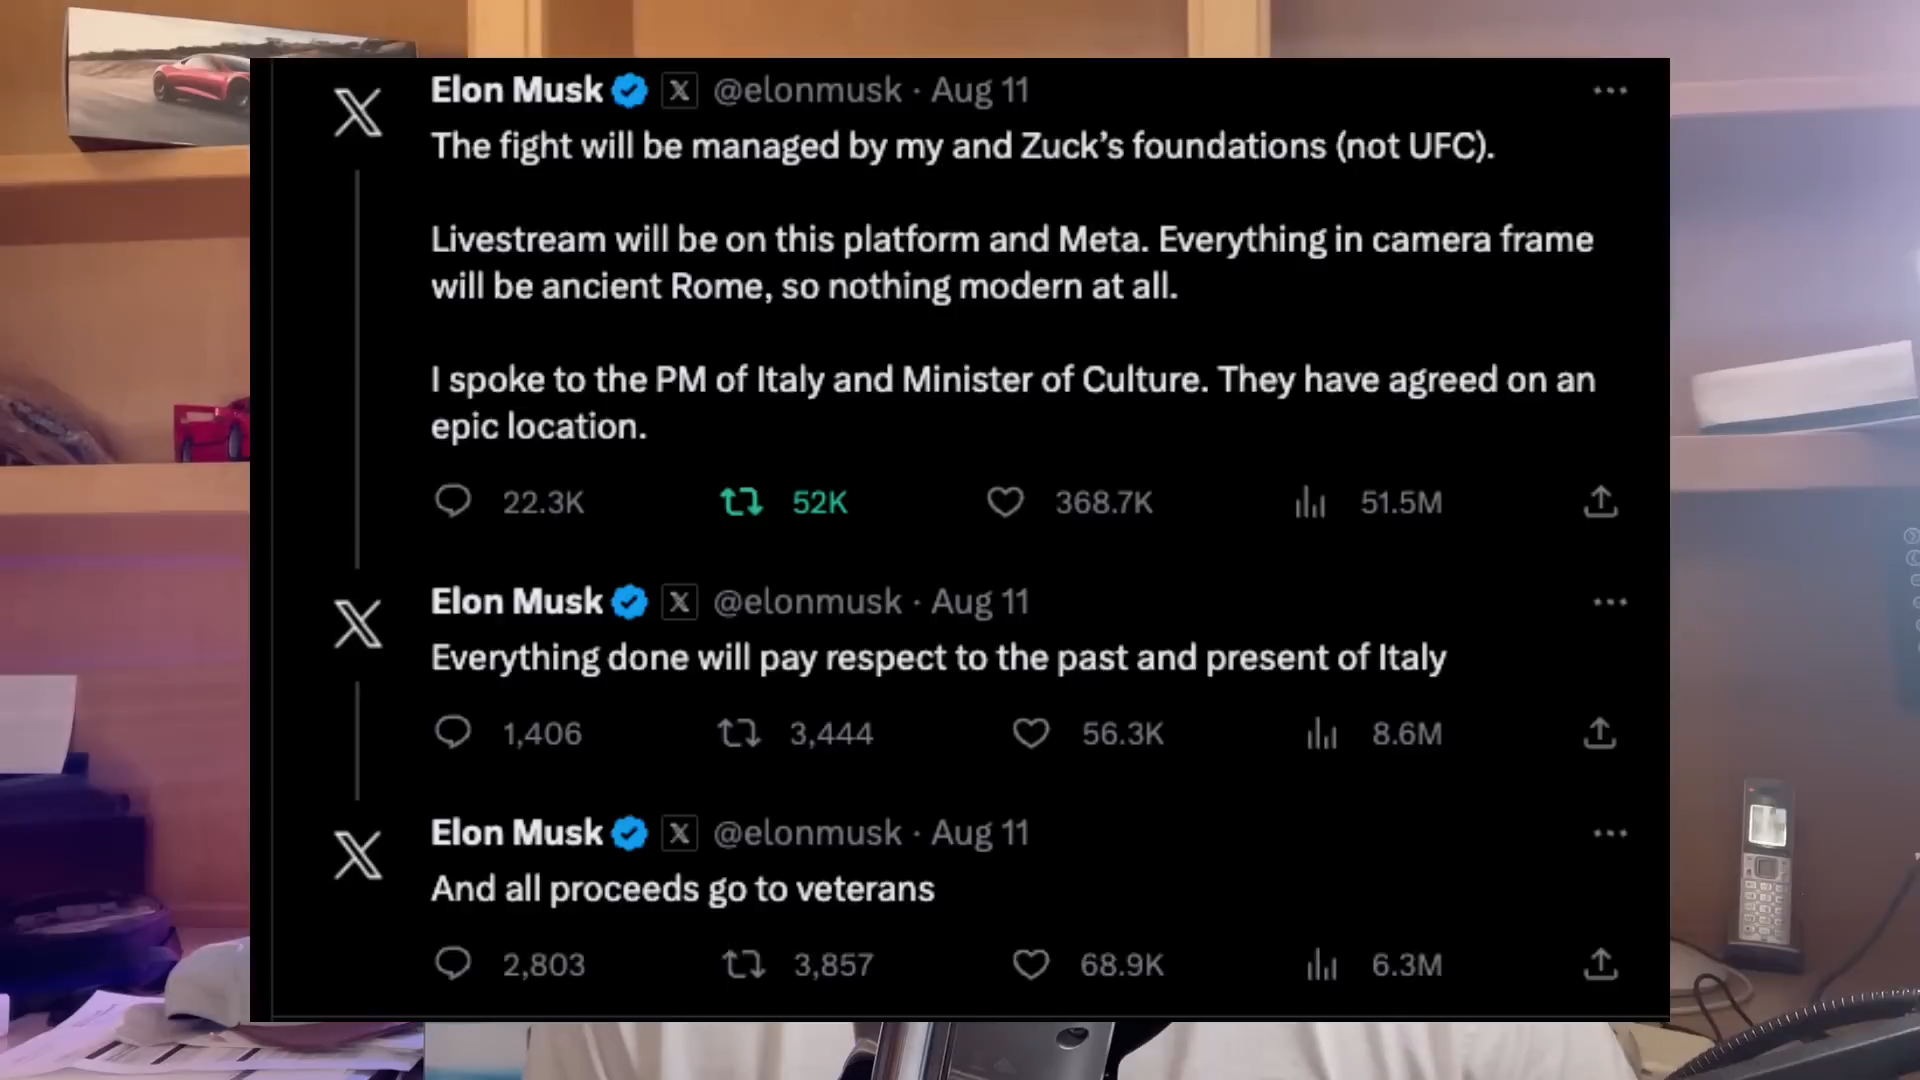 Elon Musk X @elonmusk · Aug 11
The fight will be managed by my and Zuck’s foundations (not UFC).
Livestream will be on this platform and Meta. Everything in camera frame
will be ancient Rome, so nothing modern at all.
I spoke to the PM of Italy and Minister of Culture. They have agreed on an
epic location.
22.3K 52K 368.7K 51.5M
Elon Musk X @elonmusk · Aug 11
Everything done will pay respect to the past and present of Italy
1,406 3,444 56.3K 8.6M
Elon Musk X @elonmusk · Aug 11
And all proceeds go to veterans
2,803 3,857 68.9K 6.3M